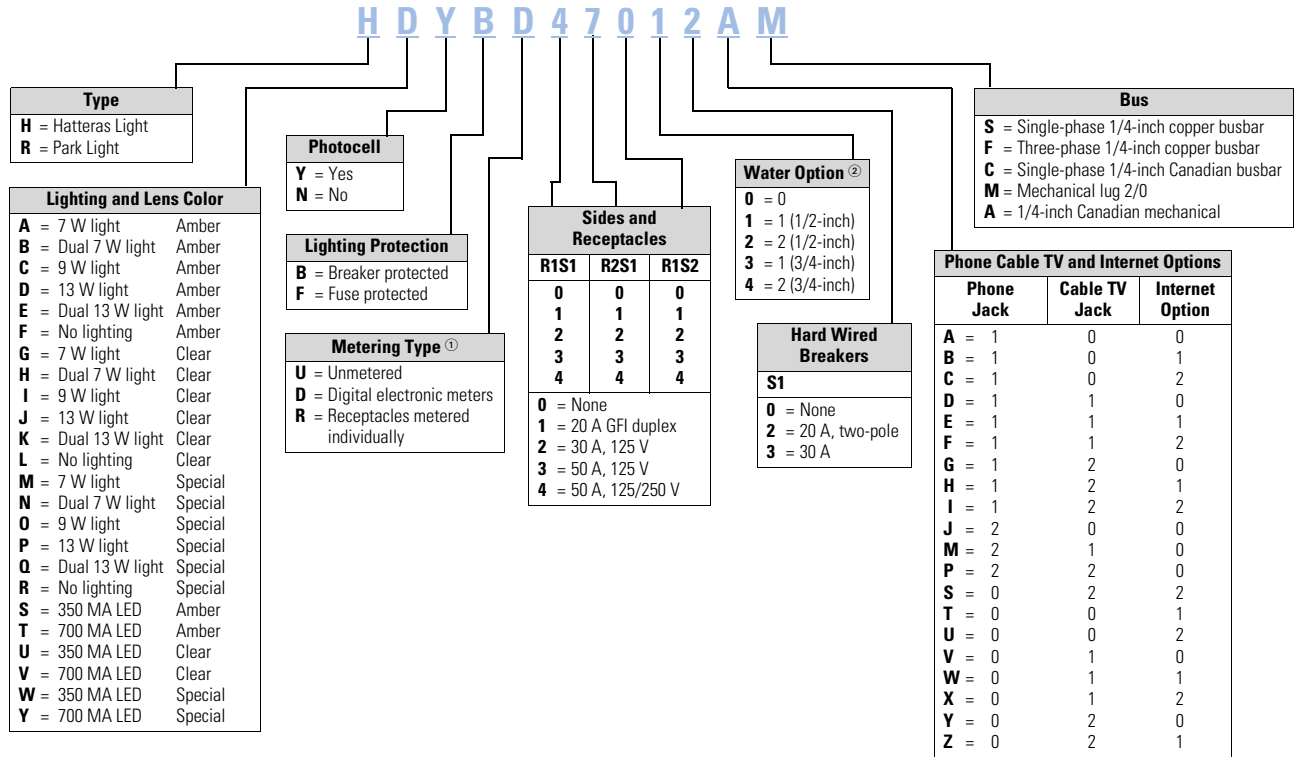 H D Y B D 4 7 0 1 2 A M
Type
H = Hatteras Light
R = Park Light
Lighting and Lens Color
A = 7 W light Amber
B = Dual 7 W light Amber
C = 9 W light Amber
D = 13 W light Amber
E = Dual 13 W light Amber
F = No lighting Amber
G = 7 W light Clear
H = Dual 7 W light Clear
I = 9 W light Clear
J = 13 W light Clear
K = Dual 13 W light Clear
L = No lighting Clear
M = 7 W light Special
N = Dual 7 W light Special
O = 9 W light Special
P = 13 W light Special
Q = Dual 13 W light Special
R = No lighting Special
S = 350 MA LED Amber
T = 700 MA LED Amber
U = 350 MA LED Clear
V = 700 MA LED Clear
W = 350 MA LED Special
Y = 700 MA LED Special
Photocell
Y = Yes
N = No
Lighting Protection
B = Breaker protected
F = Fuse protected
Metering Type ①
U = Unmetered
D = Digital electronic meters
R = Receptacles metered
individually
Sides and
Receptacles
R1S1 R2S1 R1S2
0 0 0
1 1 1
2 2 2
3 3 3
4 4 4
0 = None
1 = 20 A GFI duplex
2 = 30 A, 125 V
3 = 50 A, 125 V
4 = 50 A, 125/250 V
Water Option ②
0 = 0
1 = 1 (1/2-inch)
2 = 2 (1/2-inch)
3 = 1 (3/4-inch)
4 = 2 (3/4-inch)
Hard Wired
Breakers
S1
0 = None
2 = 20 A, two-pole
3 = 30 A
Bus
S = Single-phase 1/4-inch copper busbar
F = Three-phase 1/4-inch copper busbar
C = Single-phase 1/4-inch Canadian busbar
M = Mechanical lug 2/0
A = 1/4-inch Canadian mechanical
Phone Cable TV and Internet Options
Phone Cable TV Internet
Jack Jack Option
A = 1 0 0
B = 1 0 1
C = 1 0 2
D = 1 1 0
E = 1 1 1
F = 1 1 2
G = 1 2 0
H = 1 2 1
I = 1 2 2
J = 2 0 0
M = 2 1 0
P = 2 2 0
S = 0 2 2
T = 0 0 1
U = 0 0 2
V = 0 1 0
W = 0 1 1
X = 0 1 2
Y = 0 2 0
Z = 0 2 1